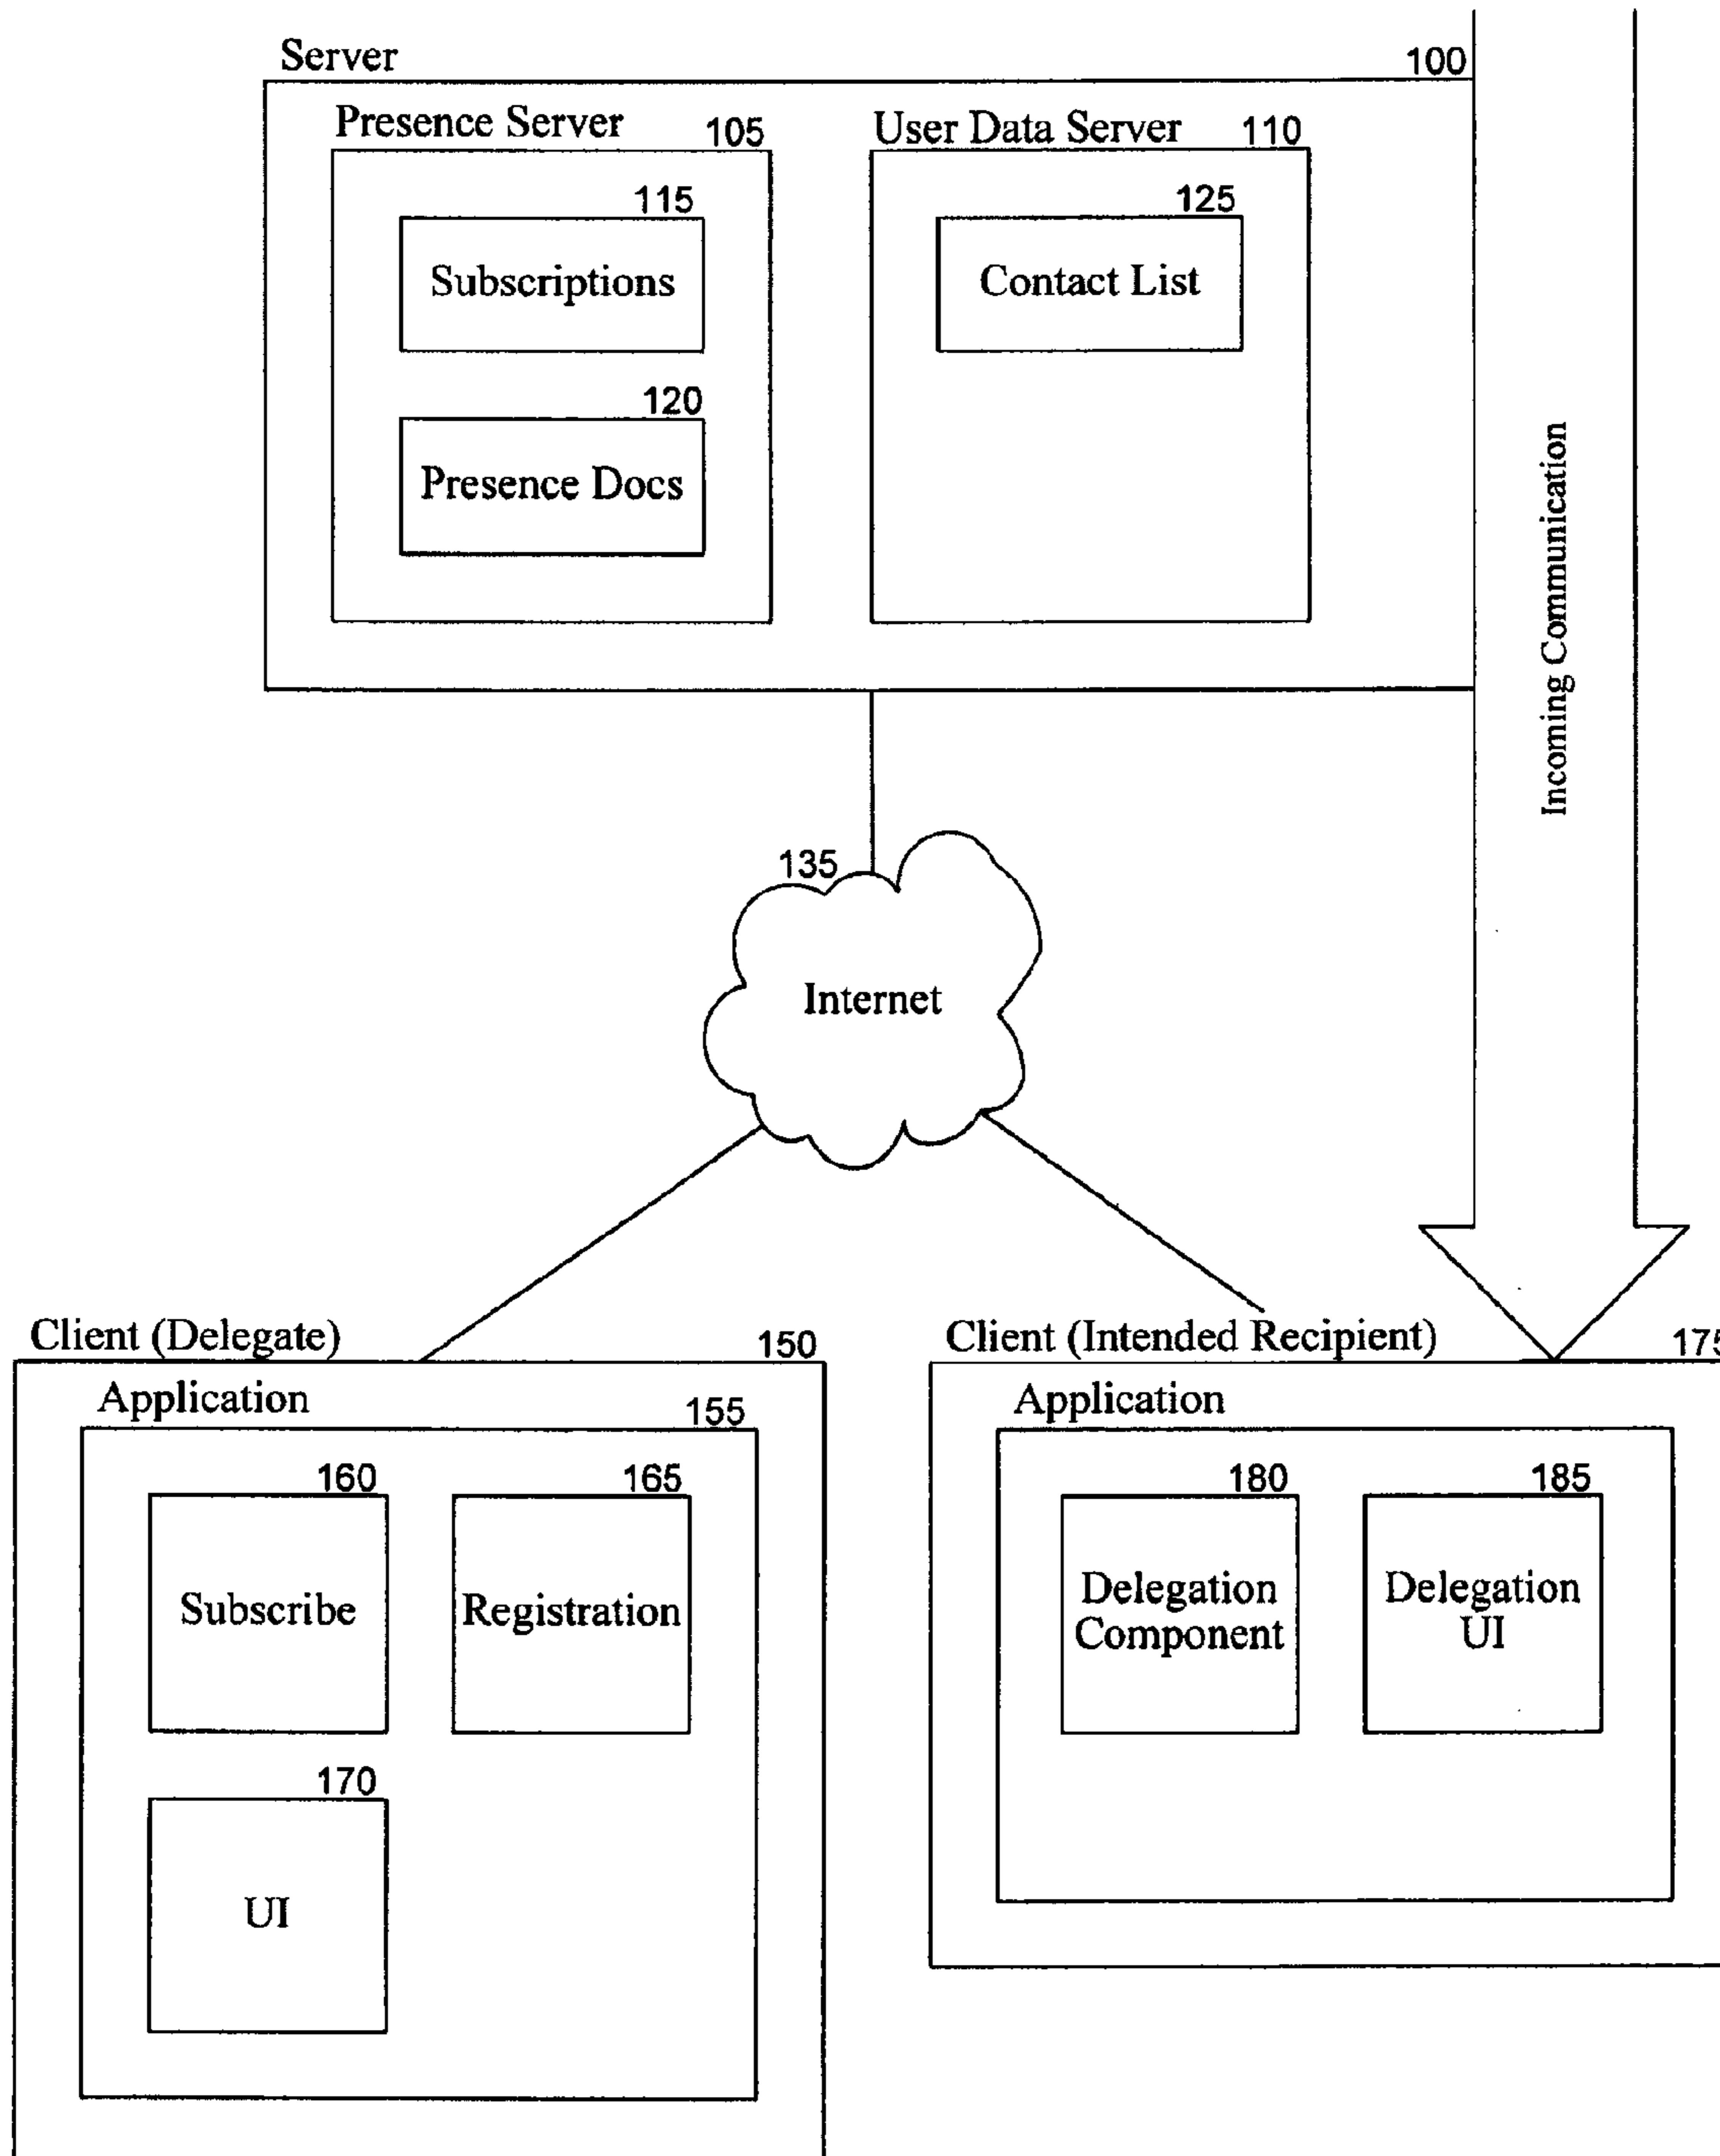 Server
100
Presence Server
105
User Data Server
110
115
Subscriptions
125
Contact List
120
Presence Docs
Incoming Communication
135
Internet
Client (Delegate)
150
Application
155
160
Subscribe
165
Registration
170
UI
Client (Intended Recipient)
175
Application
180
Delegation
Component
185
Delegation
UI